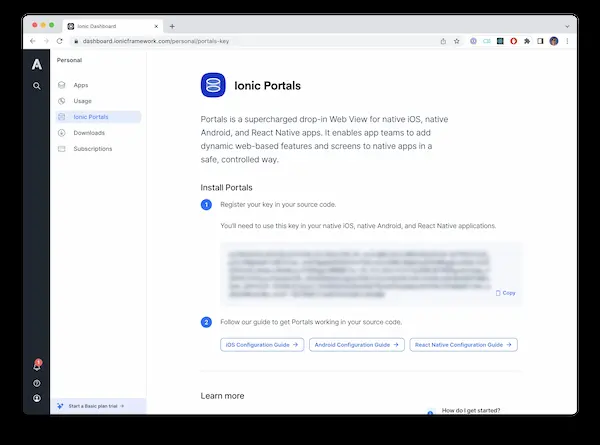 Ionic Dashboard
dashboard.ionicframework.com/personal/portals-key
Personal
Apps
Usage
Ionic Portals
Downloads
Subscriptions
Start a Basic plan trial →
Ionic Portals
Portals is a supercharged drop-in Web View for native iOS, native
Android, and React Native apps. It enables app teams to add
dynamic web-based features and screens to native apps in a
safe, controlled way.
Install Portals
1 Register your key in your source code.
You'll need to use this key in your native iOS, native Android, and React Native applications.
Copy
2 Follow our guide to get Portals working in your source code.
iOS Configuration Guide → Android Configuration Guide → React Native Configuration Guide →
Learn more
How do I get started?